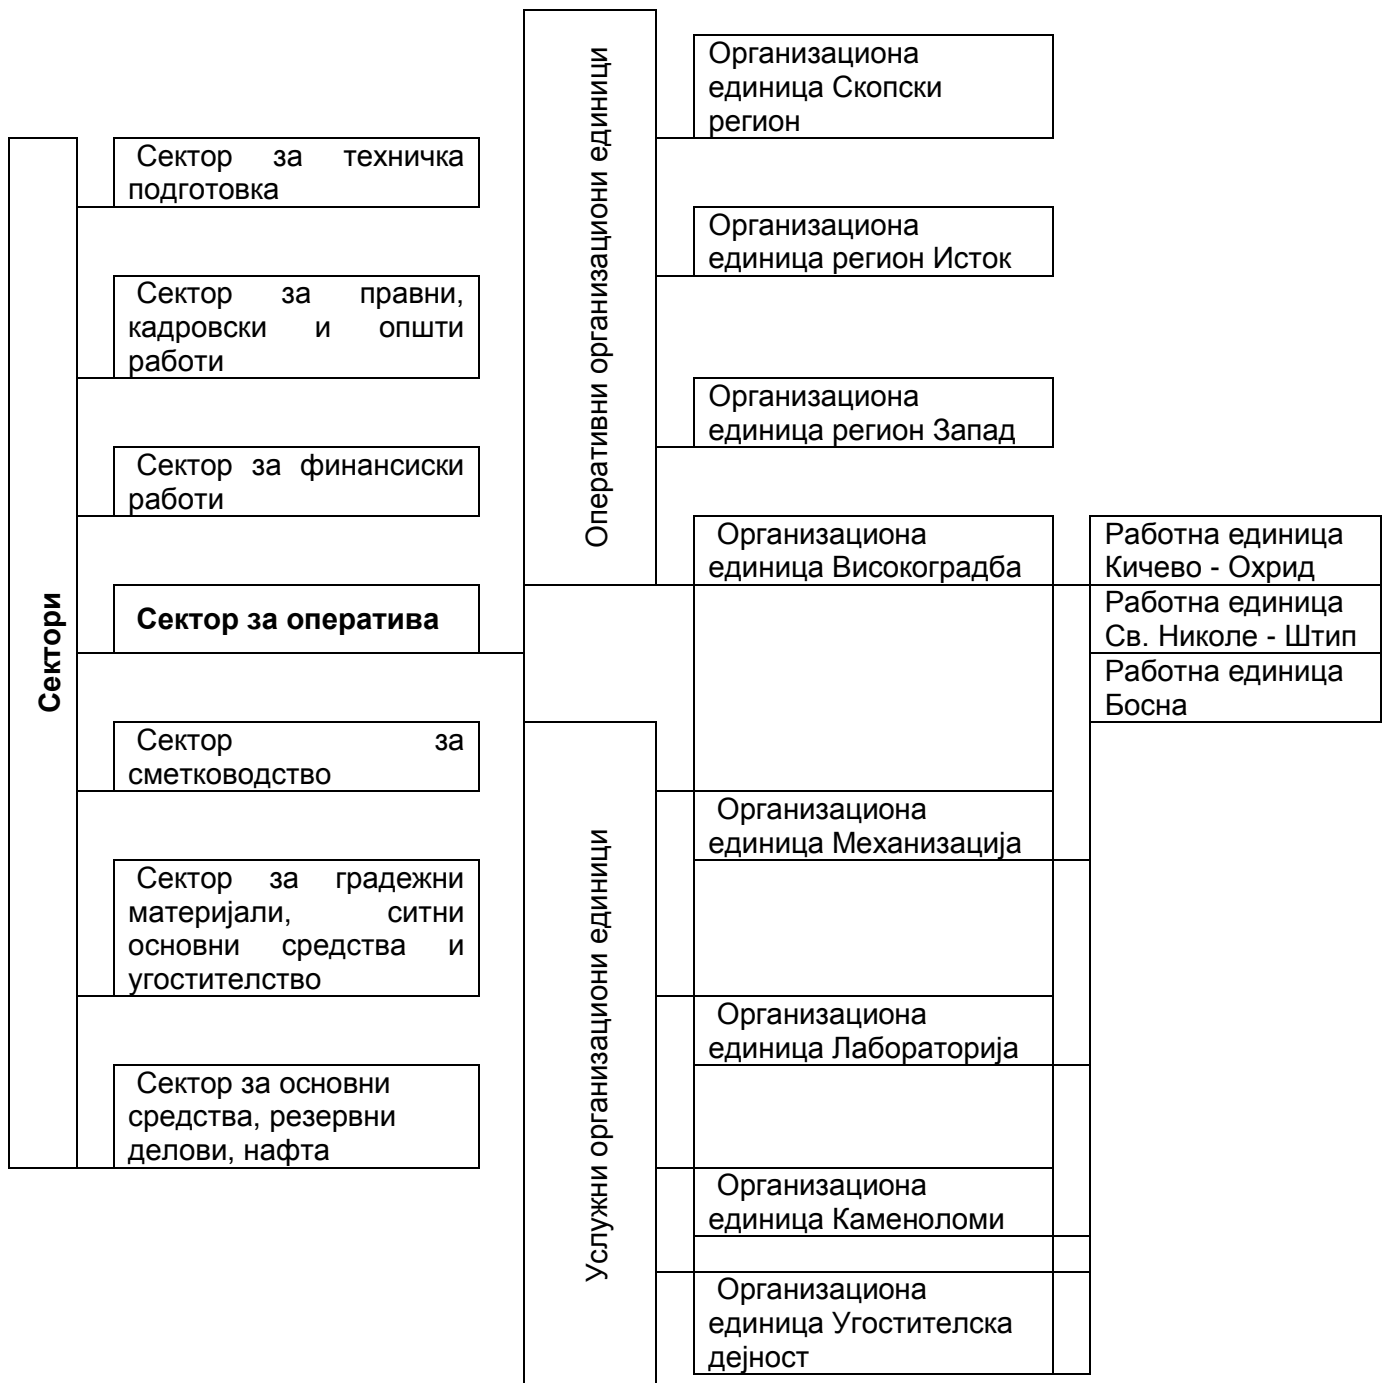 Сектори
Сектор за техничка
подготовка
Сектор за правни,
кадровски и општи
работи
Сектор за финансиски
работи
Сектор за оператива
Сектор за
сметководство
Сектор за градежни
материјали, ситни
основни средства и
угостителство
Сектор за основни
средства, резервни
делови, нафта
Оперативни организациони единици
Организациона
единица Скопски
регион
Организациона
единица регион Исток
Организациона
единица регион Запад
Организациона
единица Високоградба
Работна единица
Кичево - Охрид
Работна единица
Св. Николе - Штип
Работна единица
Босна
Услужни организациони единици
Организациона
единица Механизација
Организациона
единица Лабораторија
Организациона
единица Каменоломи
Организациона
единица Угостителска
дејност